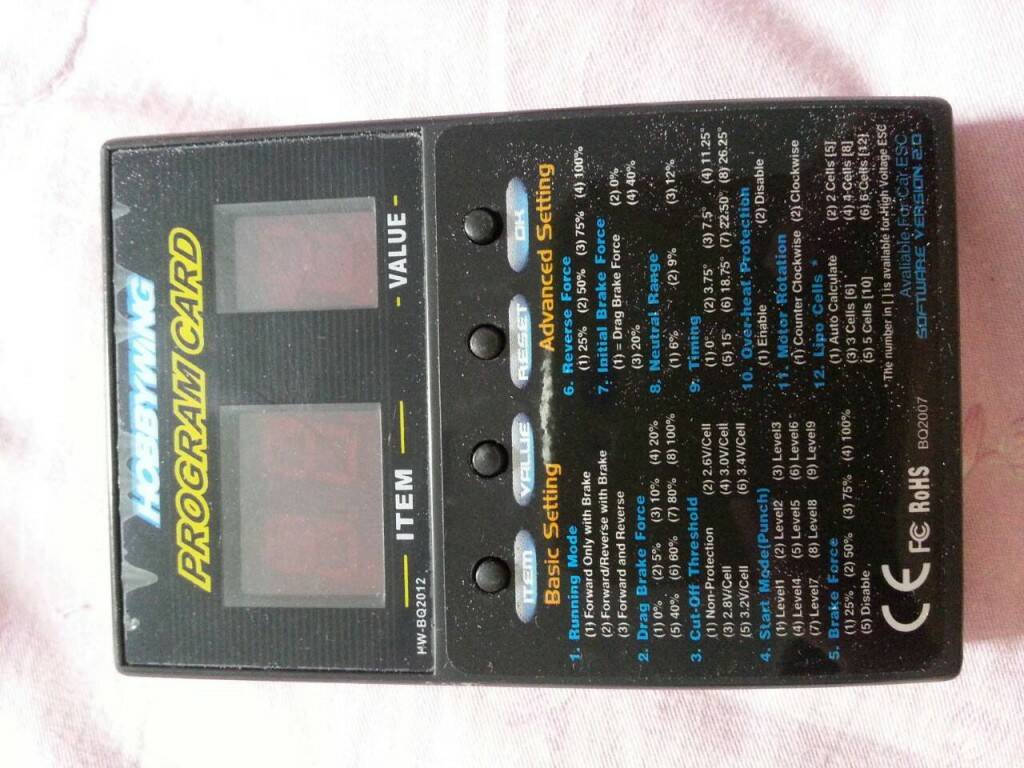 HOBBYWING
PROGRAM CARD
ITEM
- VALUE -
HW-BQ2012
ITEM
VALUE
RESET
OK
Basic Setting
1. Running Mode
(1) Forward Only with Brake
(2) Forward/Reverse with Brake
(3) Forward and Reverse
2. Drag Brake Force
(1) 0% (2) 5% (3) 10% (4) 20%
(5) 40% (6) 60% (7) 80% (8) 100%
3. Cut-Off Threshold
(1) Non-Protection (2) 2.6V/Cell
(3) 2.8V/Cell (4) 3.0V/Cell
(5) 3.2V/Cell (6) 3.4V/Cell
4. Start Mode(Punch)
(1) Level1 (2) Level2 (3) Level3
(4) Level4 (5) Level5 (6) Level6
(7) Level7 (8) Level8 (9) Level9
5. Brake Force
(1) 25% (2) 50% (3) 75% (4) 100%
(5) Disable
Advanced Setting
6. Reverse Force
(1) 25% (2) 50% (3) 75% (4) 100%
7. Initial Brake Force
(1) = Drag Brake Force (2) 0%
(3) 20% (4) 40%
8. Neutral Range
(1) 6% (2) 9% (3) 12%
9. Timing
(1) 0° (2) 3.75° (3) 7.5° (4) 11.25°
(5) 15° (6) 18.75° (7) 22.50° (8) 26.25°
10. Over-heat Protection
(1) Enable (2) Disable
11. Motor Rotation
(1) Counter Clockwise (2) Clockwise
12. Lipo Cells *
(1) Auto Calculate (2) 2 Cells [5]
(3) 3 Cells [6] (4) 4 Cells [8]
(5) 5 Cells [10] (6) 6 Cells [12]
*The number in [ ] is available for High Voltage ESC
CE FC RoHS BQ2007
Available For Car ESC
SOFTWARE VERSION 2.0